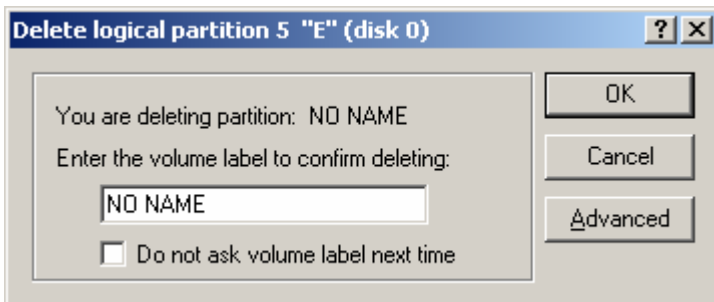 Delete logical partition 5 "E" (disk 0)
You are deleting partition: NO NAME
Enter the volume label to confirm deleting:
NO NAME
Do not ask volume label next time
OK
Cancel
Advanced